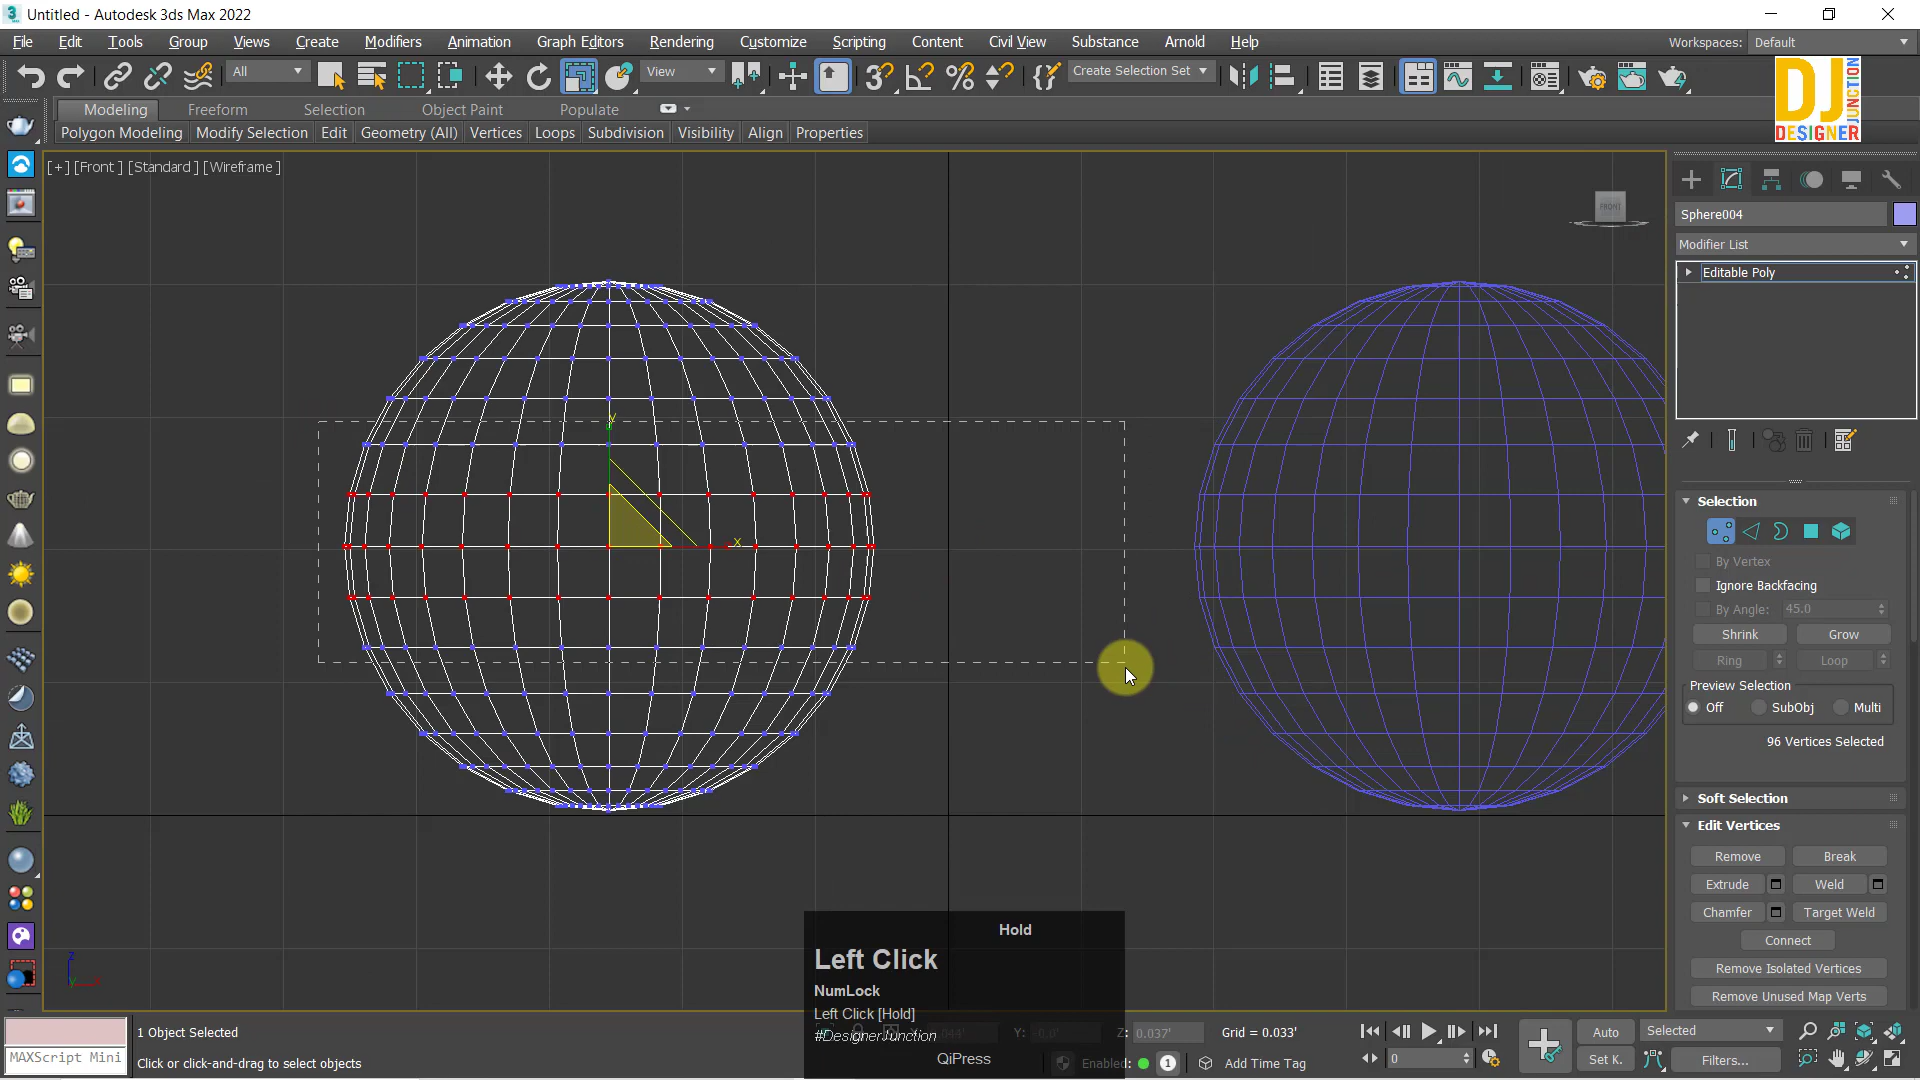 Untitled - Autodesk 3ds Max 2022
File Edit Tools Group Views Create Modifiers Animation Graph Editors Rendering Customize Scripting Content Civil View Substance Arnold Help
Workspaces: Default
All
View
Create Selection Set
DJ
DESIGNER
JUNCTION
Modeling Freeform Selection Object Paint Populate
Polygon Modeling Modify Selection Edit Geometry (All) Vertices Loops Subdivision Visibility Align Properties
[+] [Front ] [Standard ] [Wireframe ]
FRONT
Sphere004
Modifier List
Editable Poly
y
x
Selection
By Vertex
Ignore Backfacing
By Angle: 45.0
Shrink Grow
Ring Loop
Preview Selection
Off SubObj Multi
96 Vertices Selected
Soft Selection
Edit Vertices
Remove Break
Extrude Weld
Chamfer Target Weld
Connect
Remove Isolated Vertices
Remove Unused Map Verts
z
Hold
Left Click
NumLock
Left Click [Hold]
#DesignerJunction
QiPress
MAXScript Mini
1 Object Selected
Click or click-and-drag to select objects
Y: Z: 0.037' Grid = 0.033'
Enabled: 1 Add Time Tag
0
Auto Selected
Set K. Filters...